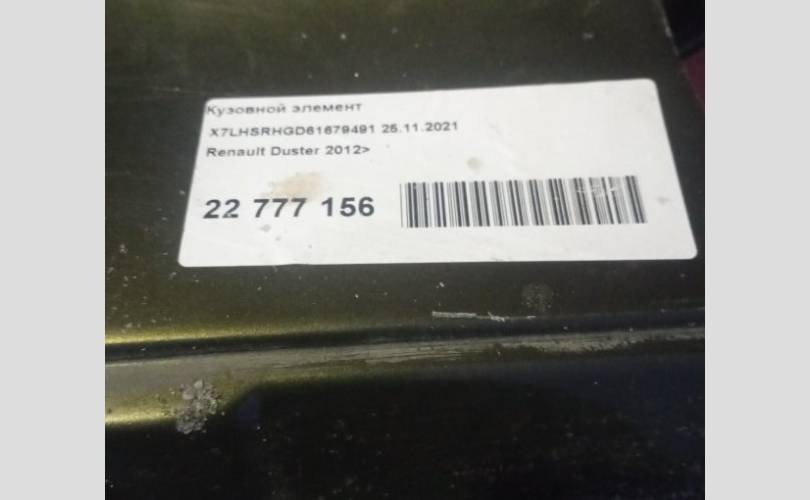 Кузовной элемент
X7LHSRHGD61679491 25.11.2021
Renault Duster 2012>
22 777 156